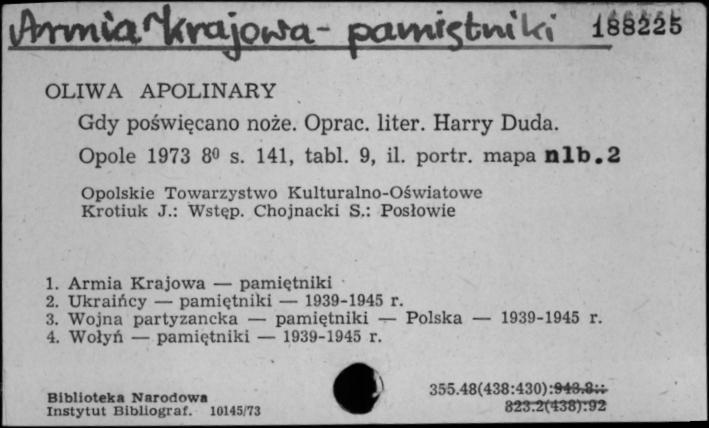 Armia Krajowa - pamiętniki 188225
OLIWA APOLINARY
Gdy poświęcano noże. Oprac. liter. Harry Duda.
Opole 1973 8⁰ s. 141, tabl. 9, il. portr. mapa nlb.2
Opolskie Towarzystwo Kulturalno-Oświatowe
Krotiuk J.: Wstęp. Chojnacki S.: Posłowie
1. Armia Krajowa — pamiętniki
2. Ukraińcy — pamiętniki — 1939-1945 r.
3. Wojna partyzancka — pamiętniki — Polska — 1939-1945 r.
4. Wołyń — pamiętniki — 1939-1945 r.
Biblioteka Narodowa
Instytut Bibliograf. 10145/73
355.48(438:430):943.8::
823.2(438):92